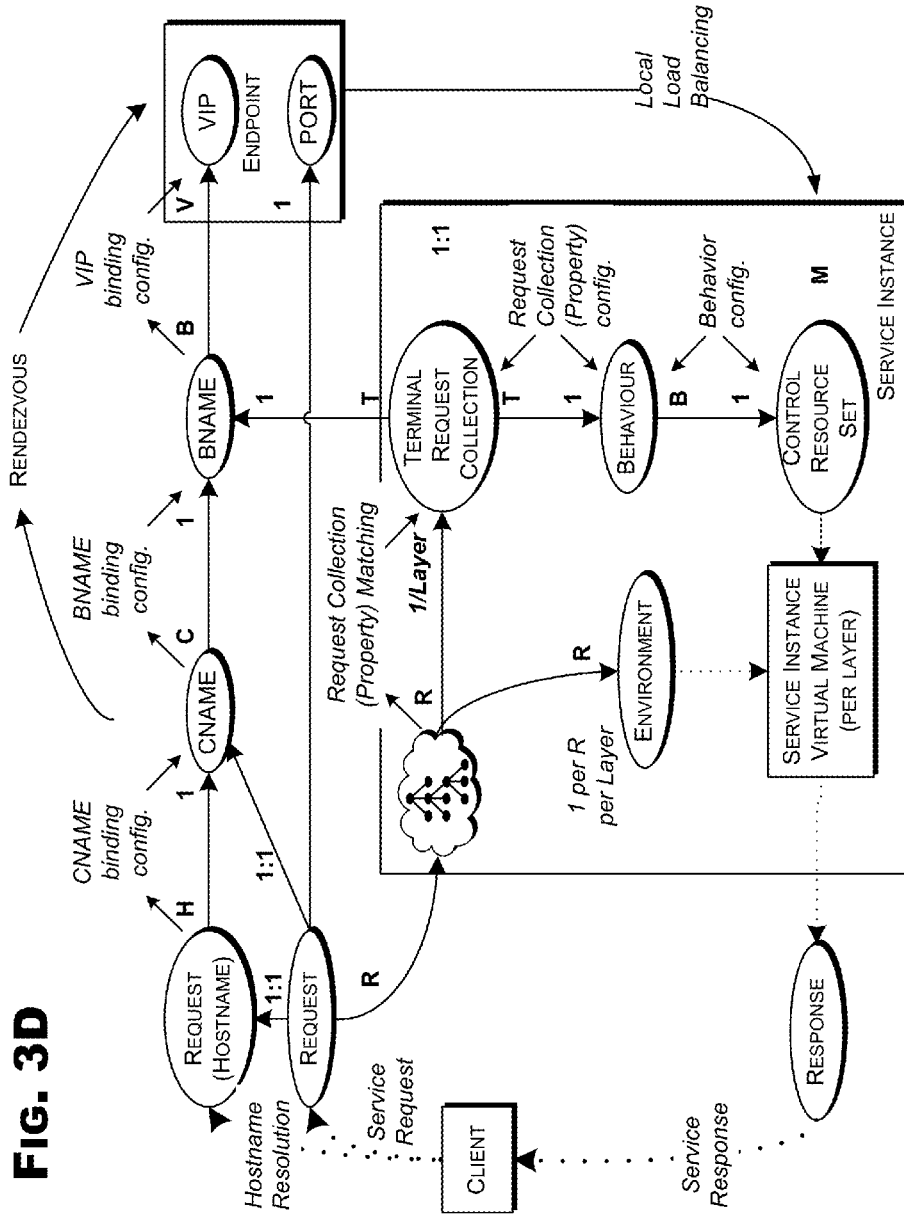 FIG. 3D
RENDEZVOUS
CNAME
binding
config.
BNAME
binding
config.
VIP
binding
config.
REQUEST
(HOSTNAME)
H
1
CNAME
C
1
BNAME
B
V
VIP
ENDPOINT
PORT
1
1:1
1:1
REQUEST
R
Hostname
Resolution
Service
Request
CLIENT
Service
Response
RESPONSE
Request Collection
(Property) Matching
R
1/Layer
T
1
TERMINAL
REQUEST
COLLECTION
1:1
Request
Collection
(Property)
config.
T
1
BEHAVIOUR
B
1
Behavior
config.
CONTROL
RESOURCE
SET
M
SERVICE INSTANCE
Local
Load
Balancing
R
1 per R
per Layer
ENVIRONMENT
SERVICE INSTANCE
VIRTUAL MACHINE
(PER LAYER)